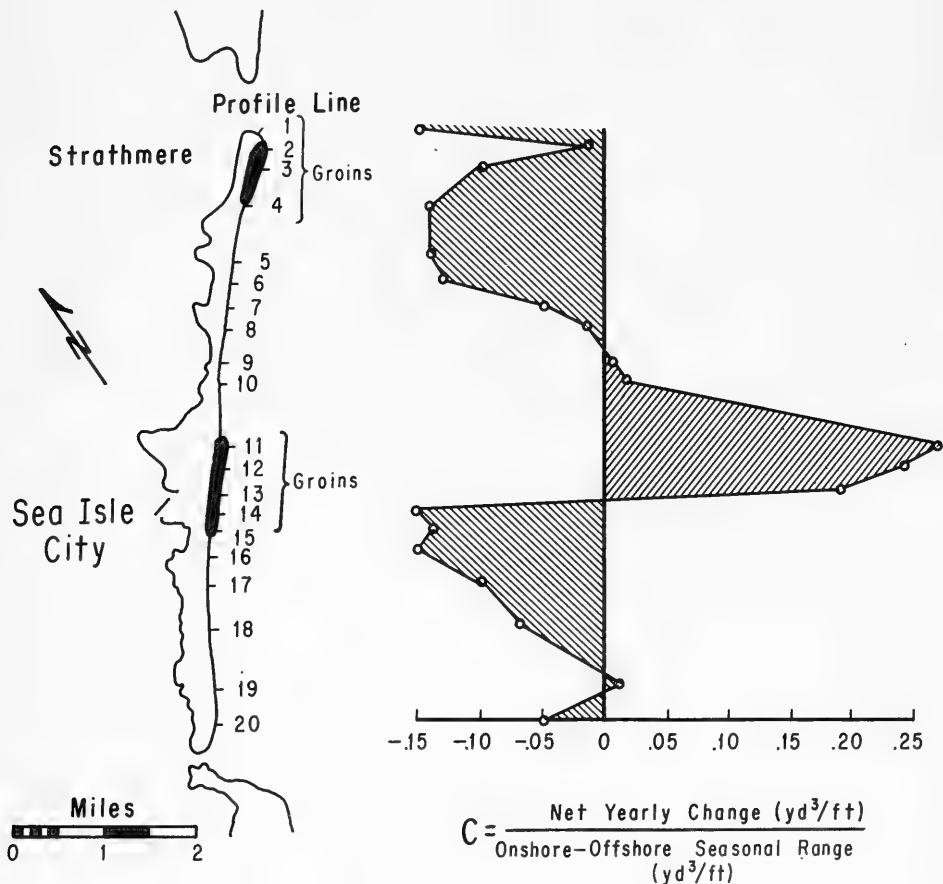 Profile Line
Strathmere
1
2
3
4
Groins
5
6
7
8
9
10
11
12
13
14
15
Groins
Sea Isle
City
16
17
18
19
20
-.15 -.10 -.05 0 .05 .10 .15 .20 0.25
Miles
0 2
C = Net Yearly Change (yd³/ft)
Onshore-Offshore Seasonal Range
(yd³/ft)